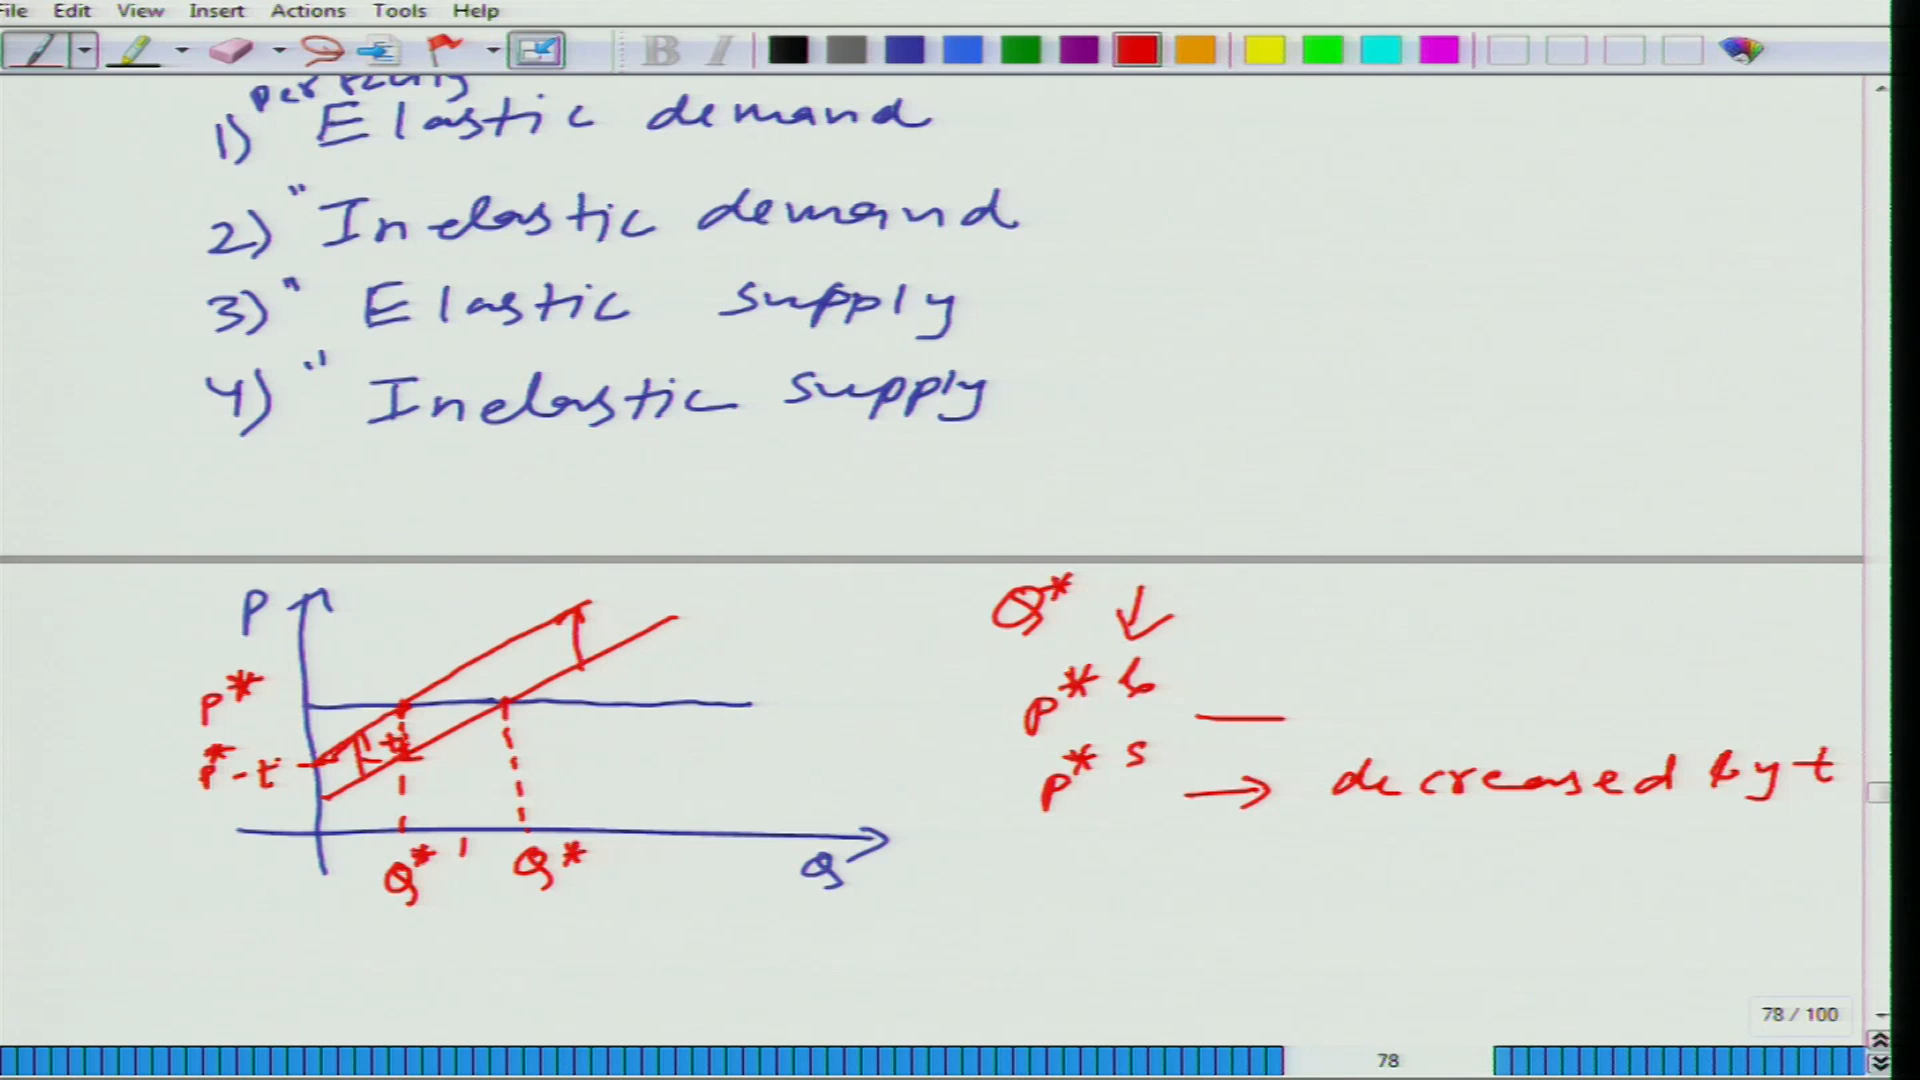 File Edit View Insert Actions Tools Help
B I
perfectly
1) Elastic demand
2) " Inelastic demand
3) " Elastic supply
4) " Inelastic supply
P
P*
P*-t
t
Q*'
Q*
Q
Q* ↓
P* b —
P* s → decreased by t
78 / 100
78